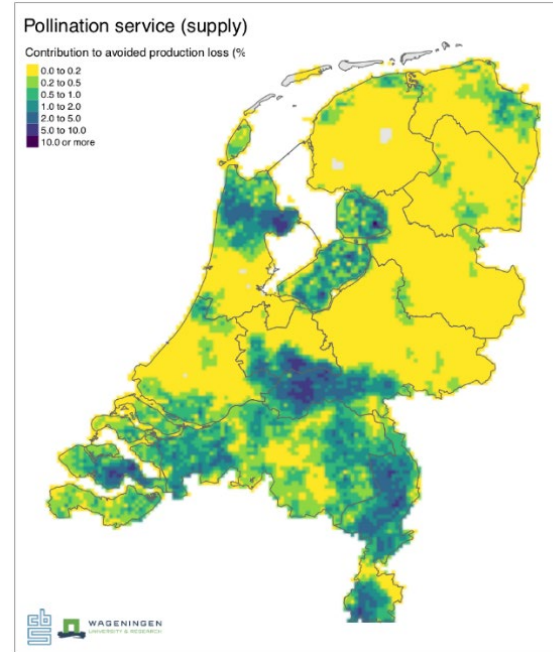 Pollination service (supply)
Contribution to avoided production loss (%
0.0 to 0.2
0.2 to 0.5
0.5 to 1.0
1.0 to 2.0
2.0 to 5.0
5.0 to 10.0
10.0 or more
cbs
WAGENINGEN
UNIVERSITY & RESEARCH